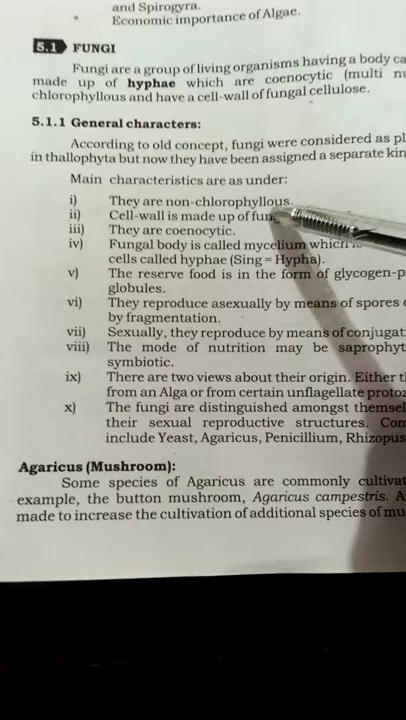 and Spirogyra.
Economic importance of Algae.
5.1 FUNGI
Fungi are a group of living organisms having a body
made up of hyphae which are coenocytic (multi
chlorophyllous and have a cell-wall of fungal cellulose.
5.1.1 General characters:
According to old concept, fungi were considered as
in thallophyta but now they have been assigned a separate
Main characteristics are as under:
i) They are non-chlorophyllous.
ii) Cell-wall is made up of
iii) They are coenocytic.
iv) Fungal body is called mycelium which
cells called hyphae (Sing = Hypha).
v) The reserve food is in the form of glycogen-p
globules.
vi) They reproduce asexually by means of spores
by fragmentation.
vii) Sexually, they reproduce by means of conjugat
viii) The mode of nutrition may be saprophyt
symbiotic.
ix) There are two views about their origin. Either
from an Alga or from certain unflagellate protoz
x) The fungi are distinguished amongst themsel
their sexual reproductive structures. Com
include Yeast, Agaricus, Penicillium, Rhizopus
Agaricus (Mushroom):
Some species of Agaricus are commonly cultivat
example, the button mushroom, Agaricus campestris. A
made to increase the cultivation of additional species of mu